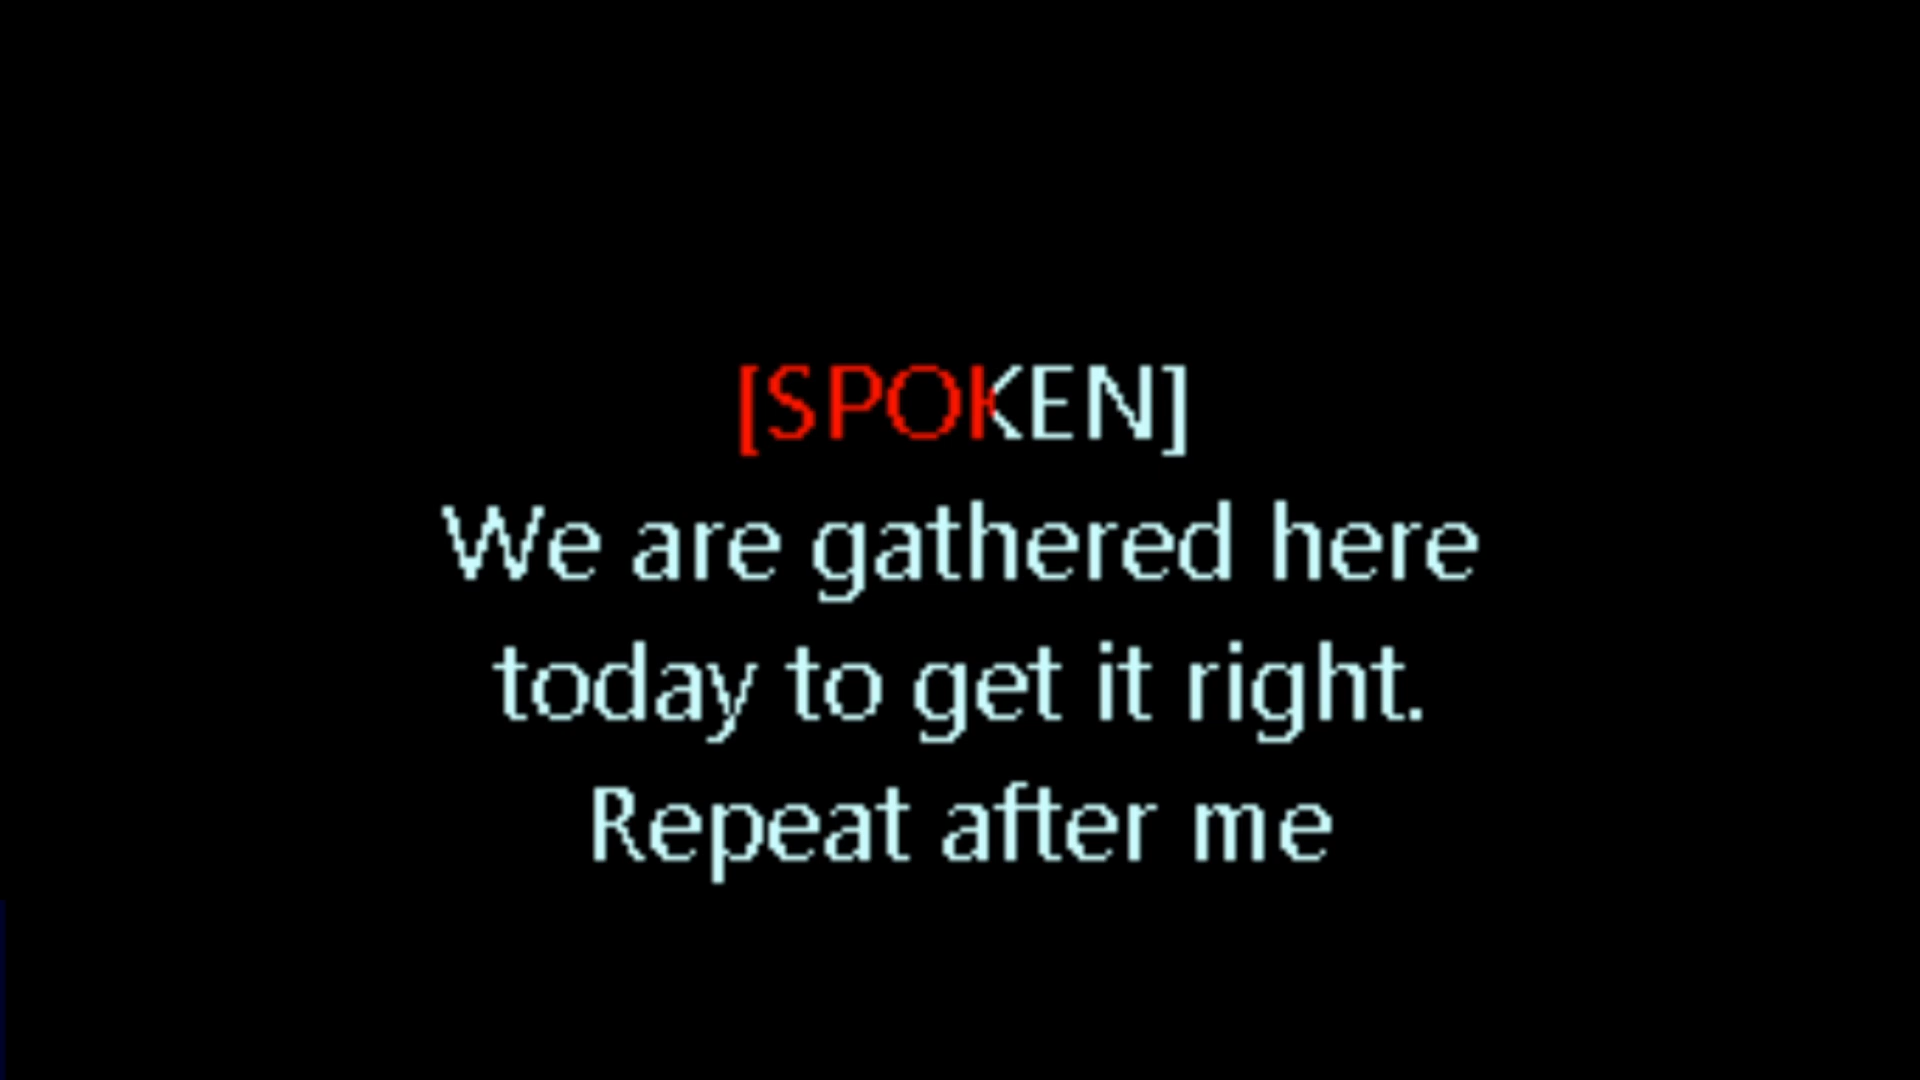 [SPOKEN]
We are gathered here
today to get it right.
Repeat after me